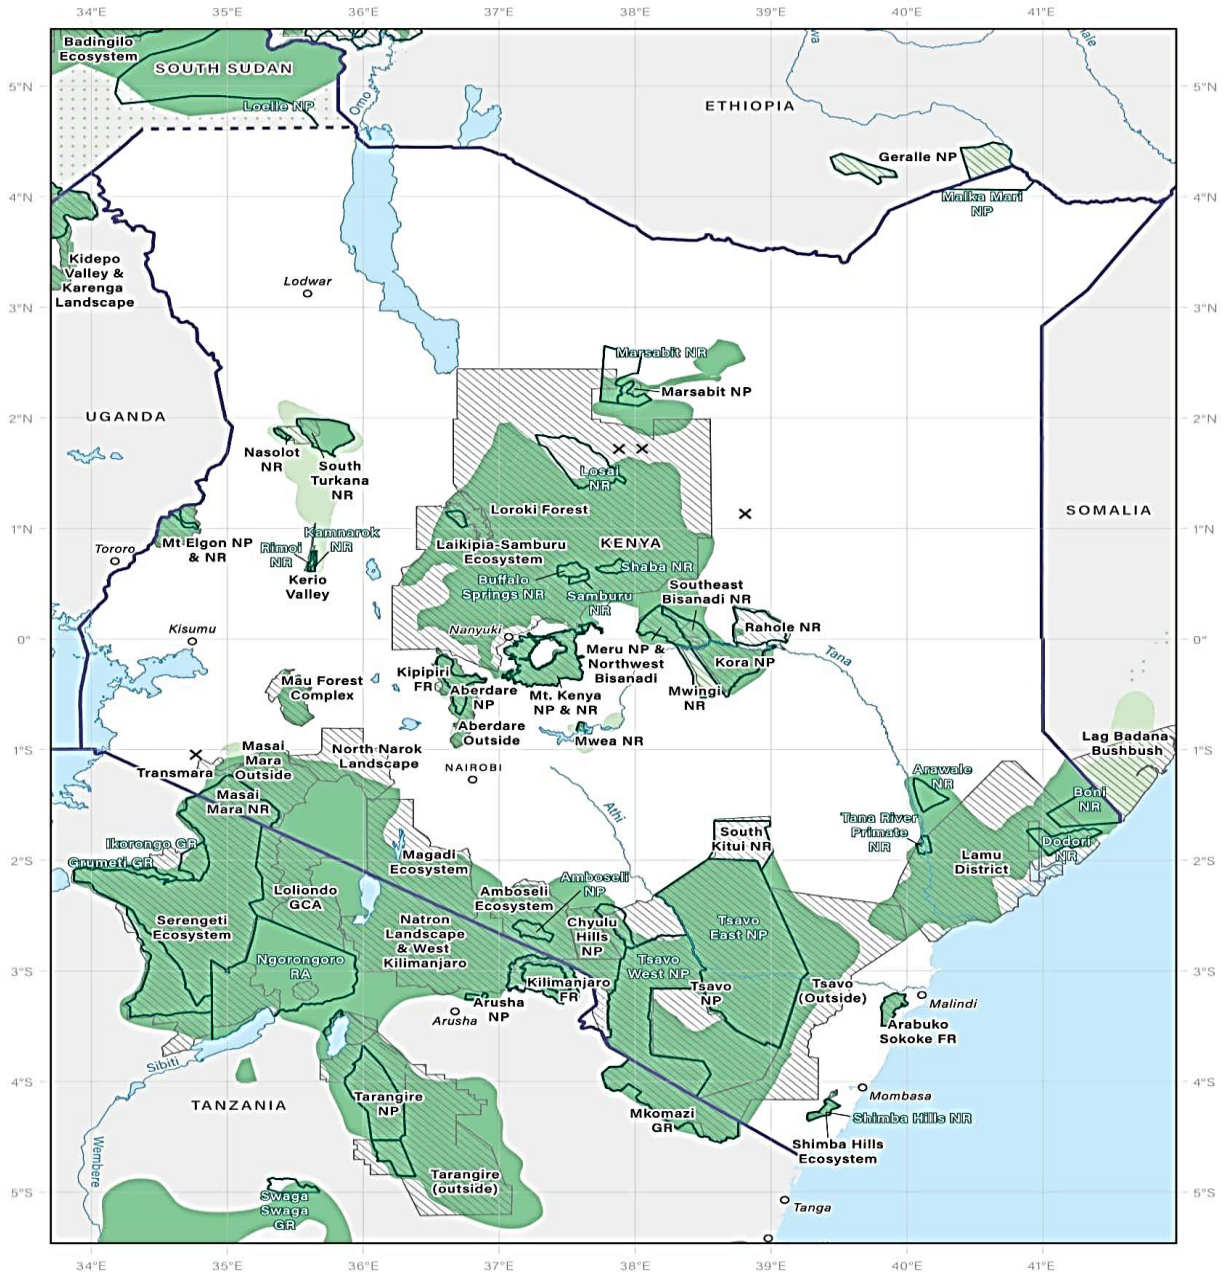 34°E
35°E
36°E
37°E
38°E
39°E
40°E
41°E
Badingilo
Ecosystem
SOUTH SUDAN
Loelle NP
Omo
ETHIOPIA
5°N
5°N
Geralle NP
Malka Mari
NP
4°N
4°N
Kidepo
Valley &
Karenga
Landscape
Lodwar
3°N
3°N
Marsabit NR
Marsabit NP
UGANDA
2°N
2°N
Nasolot
NR
South
Turkana
NR
Losai
NR
Loroki Forest
SOMALIA
1°N
1°N
Mt Elgon NP
& NR
Tororo
Rimoi
NR
Kamnarok
NR
Kerio
Valley
Laikipia-Samburu
Ecosystem
KENYA
Buffalo
Springs NR
Shaba NR
Samburu
NR
Southeast
Bisanadi NR
Kisumu
Nanyuki
Rahole NR
0°
0°
Tana
Meru NP &
Northwest
Bisanadi
Kora NP
Mwingi
NR
Kipipiri
FR
Aberdare
NP
Mt. Kenya
NP & NR
Mau Forest
Complex
Aberdare
Outside
Mwea NR
1°S
1°S
Masai
Mara
Outside
Transmara
North Narok
Landscape
NAIROBI
Lag Badana
Bushbush
Masai
Mara NR
Athi
Arawale
NR
Boni
NR
Tana River
Primate
NR
Dodori
NR
Ikorongo GR
Grumeti GR
South
Kitui NR
Lamu
District
2°S
2°S
Magadi
Ecosystem
Loliondo
GCA
Amboseli
Ecosystem
Amboseli
NP
Serengeti
Ecosystem
Natron
Landscape
& West
Kilimanjaro
Chyulu
Hills
NP
Tsavo
East NP
Ngorongoro
RA
Tsavo
West NP
3°S
3°S
Kilimanjaro
FR
Tsavo
NP
Tsavo
(Outside)
Arusha
NP
Arusha
Malindi
Arabuko
Sokoke FR
Sibiti
4°S
4°S
TANZANIA
Tarangire
NP
Mkomazi
GR
Mombasa
Shimba Hills NR
Shimba Hills
Ecosystem
Wembere
Tarangire
(outside)
5°S
5°S
Swaga
Swaga
GR
Tanga
34°E
35°E
36°E
37°E
38°E
39°E
40°E
41°E